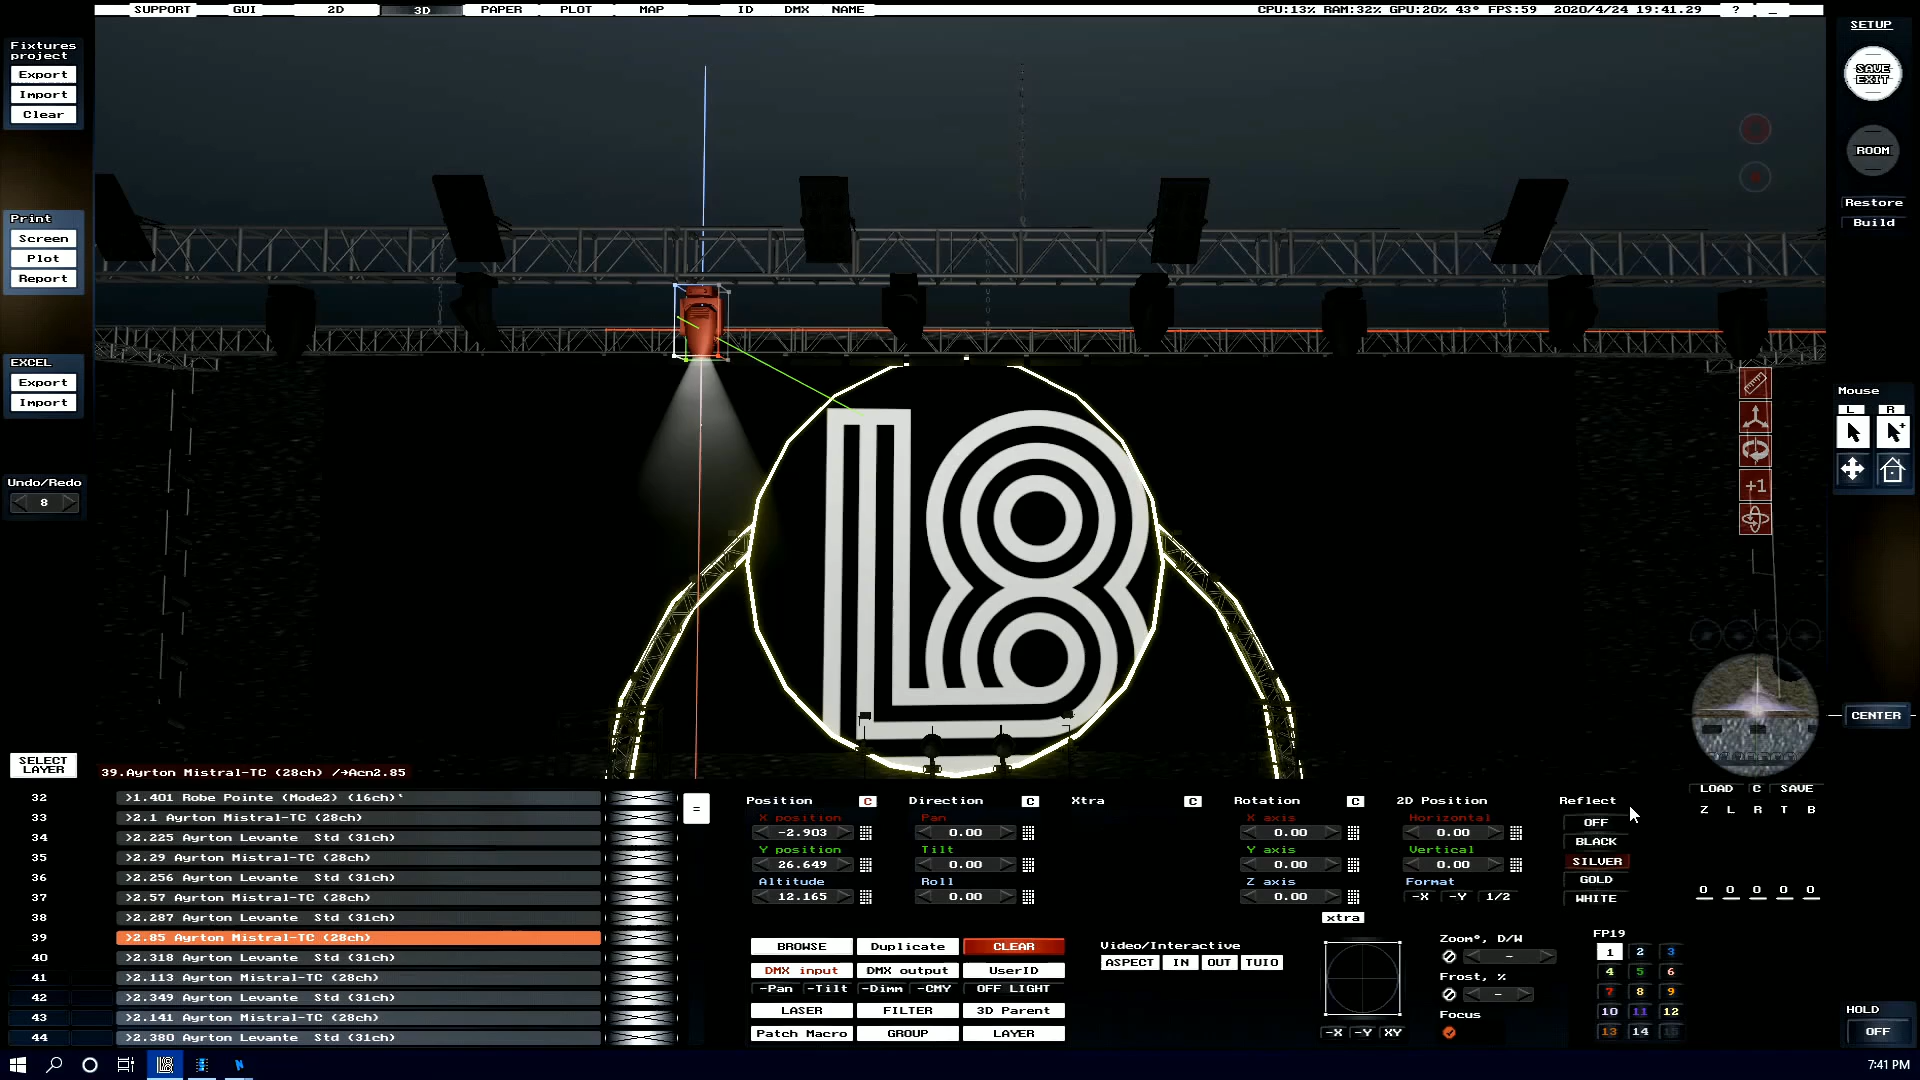 SUPPORT GUI 2D 3D PAPER PLOT MAP ID DMX NAME CPU:13% RAM:32% GPU:20% 43° FPS:59 2020/4/24 19:41.29 ? _
SETUP
SAVE
EXIT
ROOM
Restore
Build
Fixtures
project
Export
Import
Clear
Print
Screen
Plot
Report
EXCEL
Export
Import
Undo/Redo
8
Mouse
L R
+1
CENTER
SELECT
LAYER
39.Ayrton Mistral-TC (28ch) /→Acn2.85
32 >1.401 Robe Pointe (Mode2) (16ch)`
33 >2.1 Ayrton Mistral-TC (28ch)
34 >2.225 Ayrton Levante Std (31ch)
35 >2.29 Ayrton Mistral-TC (28ch)
36 >2.256 Ayrton Levante Std (31ch)
37 >2.57 Ayrton Mistral-TC (28ch)
38 >2.287 Ayrton Levante Std (31ch)
39 >2.85 Ayrton Mistral-TC (28ch)
40 >2.318 Ayrton Levante Std (31ch)
41 >2.113 Ayrton Mistral-TC (28ch)
42 >2.349 Ayrton Levante Std (31ch)
43 >2.141 Ayrton Mistral-TC (28ch)
44 >2.380 Ayrton Levante Std (31ch)
=
Position C Direction C Xtra C Rotation C 2D Position Reflect
X position Pan X axis Horizontal
-2.903 0.00 0.00 0.00
Y position Tilt Y axis Vertical
26.649 0.00 0.00 0.00
Altitude Roll Z axis Format
12.165 0.00 0.00 -X -Y 1/2
OFF
BLACK
SILVER
GOLD
WHITE
LOAD C SAVE
Z L R T B
0 0 0 0 0
xtra
BROWSE Duplicate CLEAR
DMX input DMX output UserID
-Pan -Tilt -Dimm -CMY OFF LIGHT
LASER FILTER 3D Parent
Patch Macro GROUP LAYER
Video/Interactive
ASPECT IN OUT TUIO
-X -Y XY
Zoom°, D/W
-
Frost, %
-
Focus
FP19
1 2 3
4 5 6
7 8 9
10 11 12
13 14 15
HOLD
OFF
7:41 PM